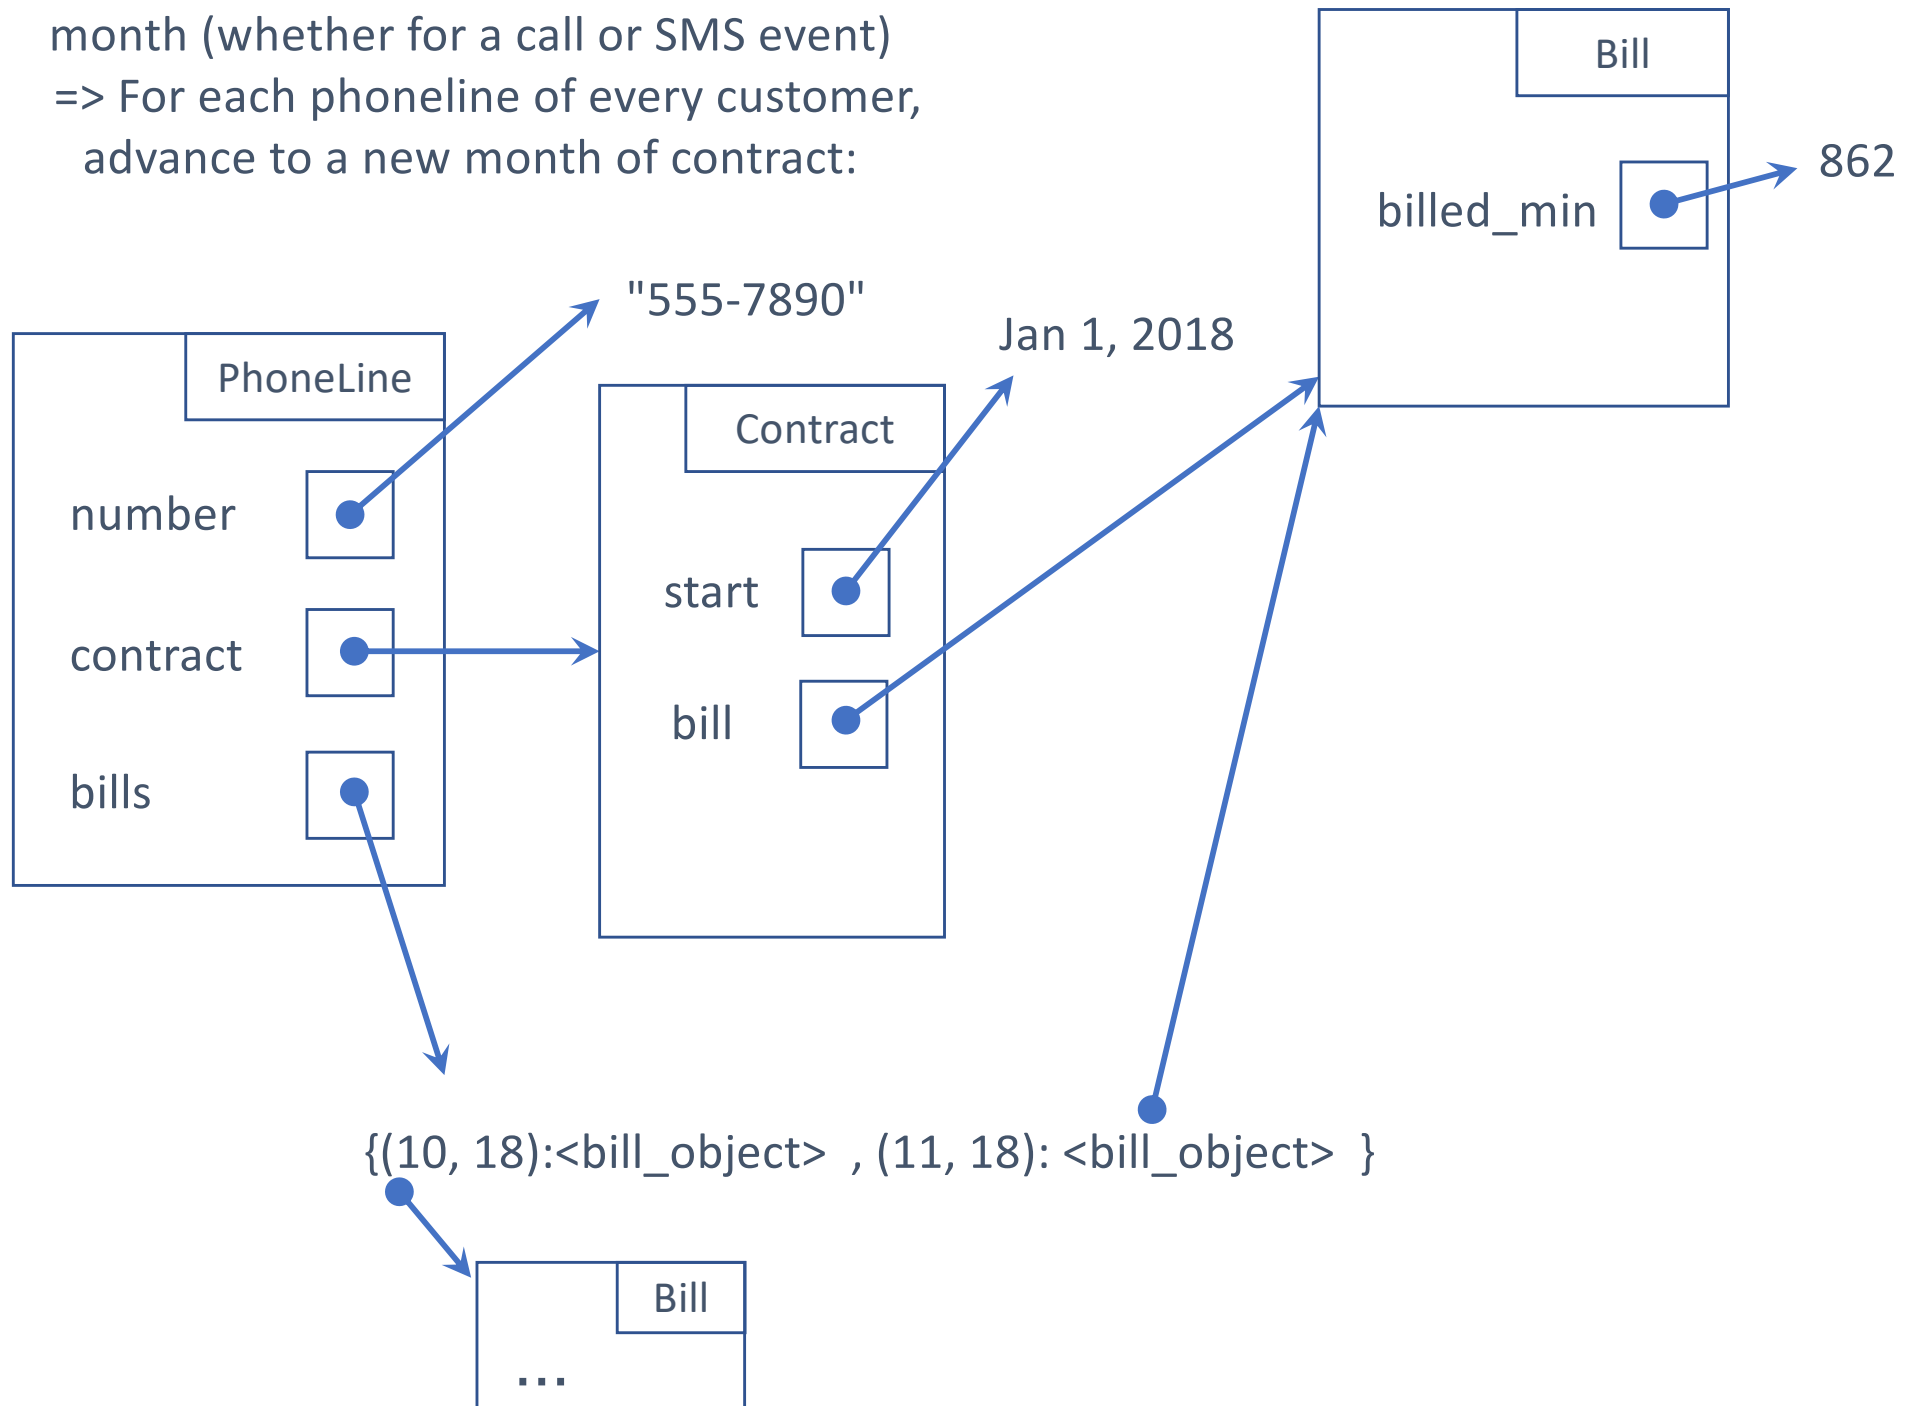 month (whether for a call or SMS event)
=> For each phoneline of every customer,
advance to a new month of contract:
Bill
billed_min
862
"555-7890"
Jan 1, 2018
PhoneLine
number
contract
bills
Contract
start
bill
{(10, 18):<bill_object> , (11, 18): <bill_object> }
Bill
...